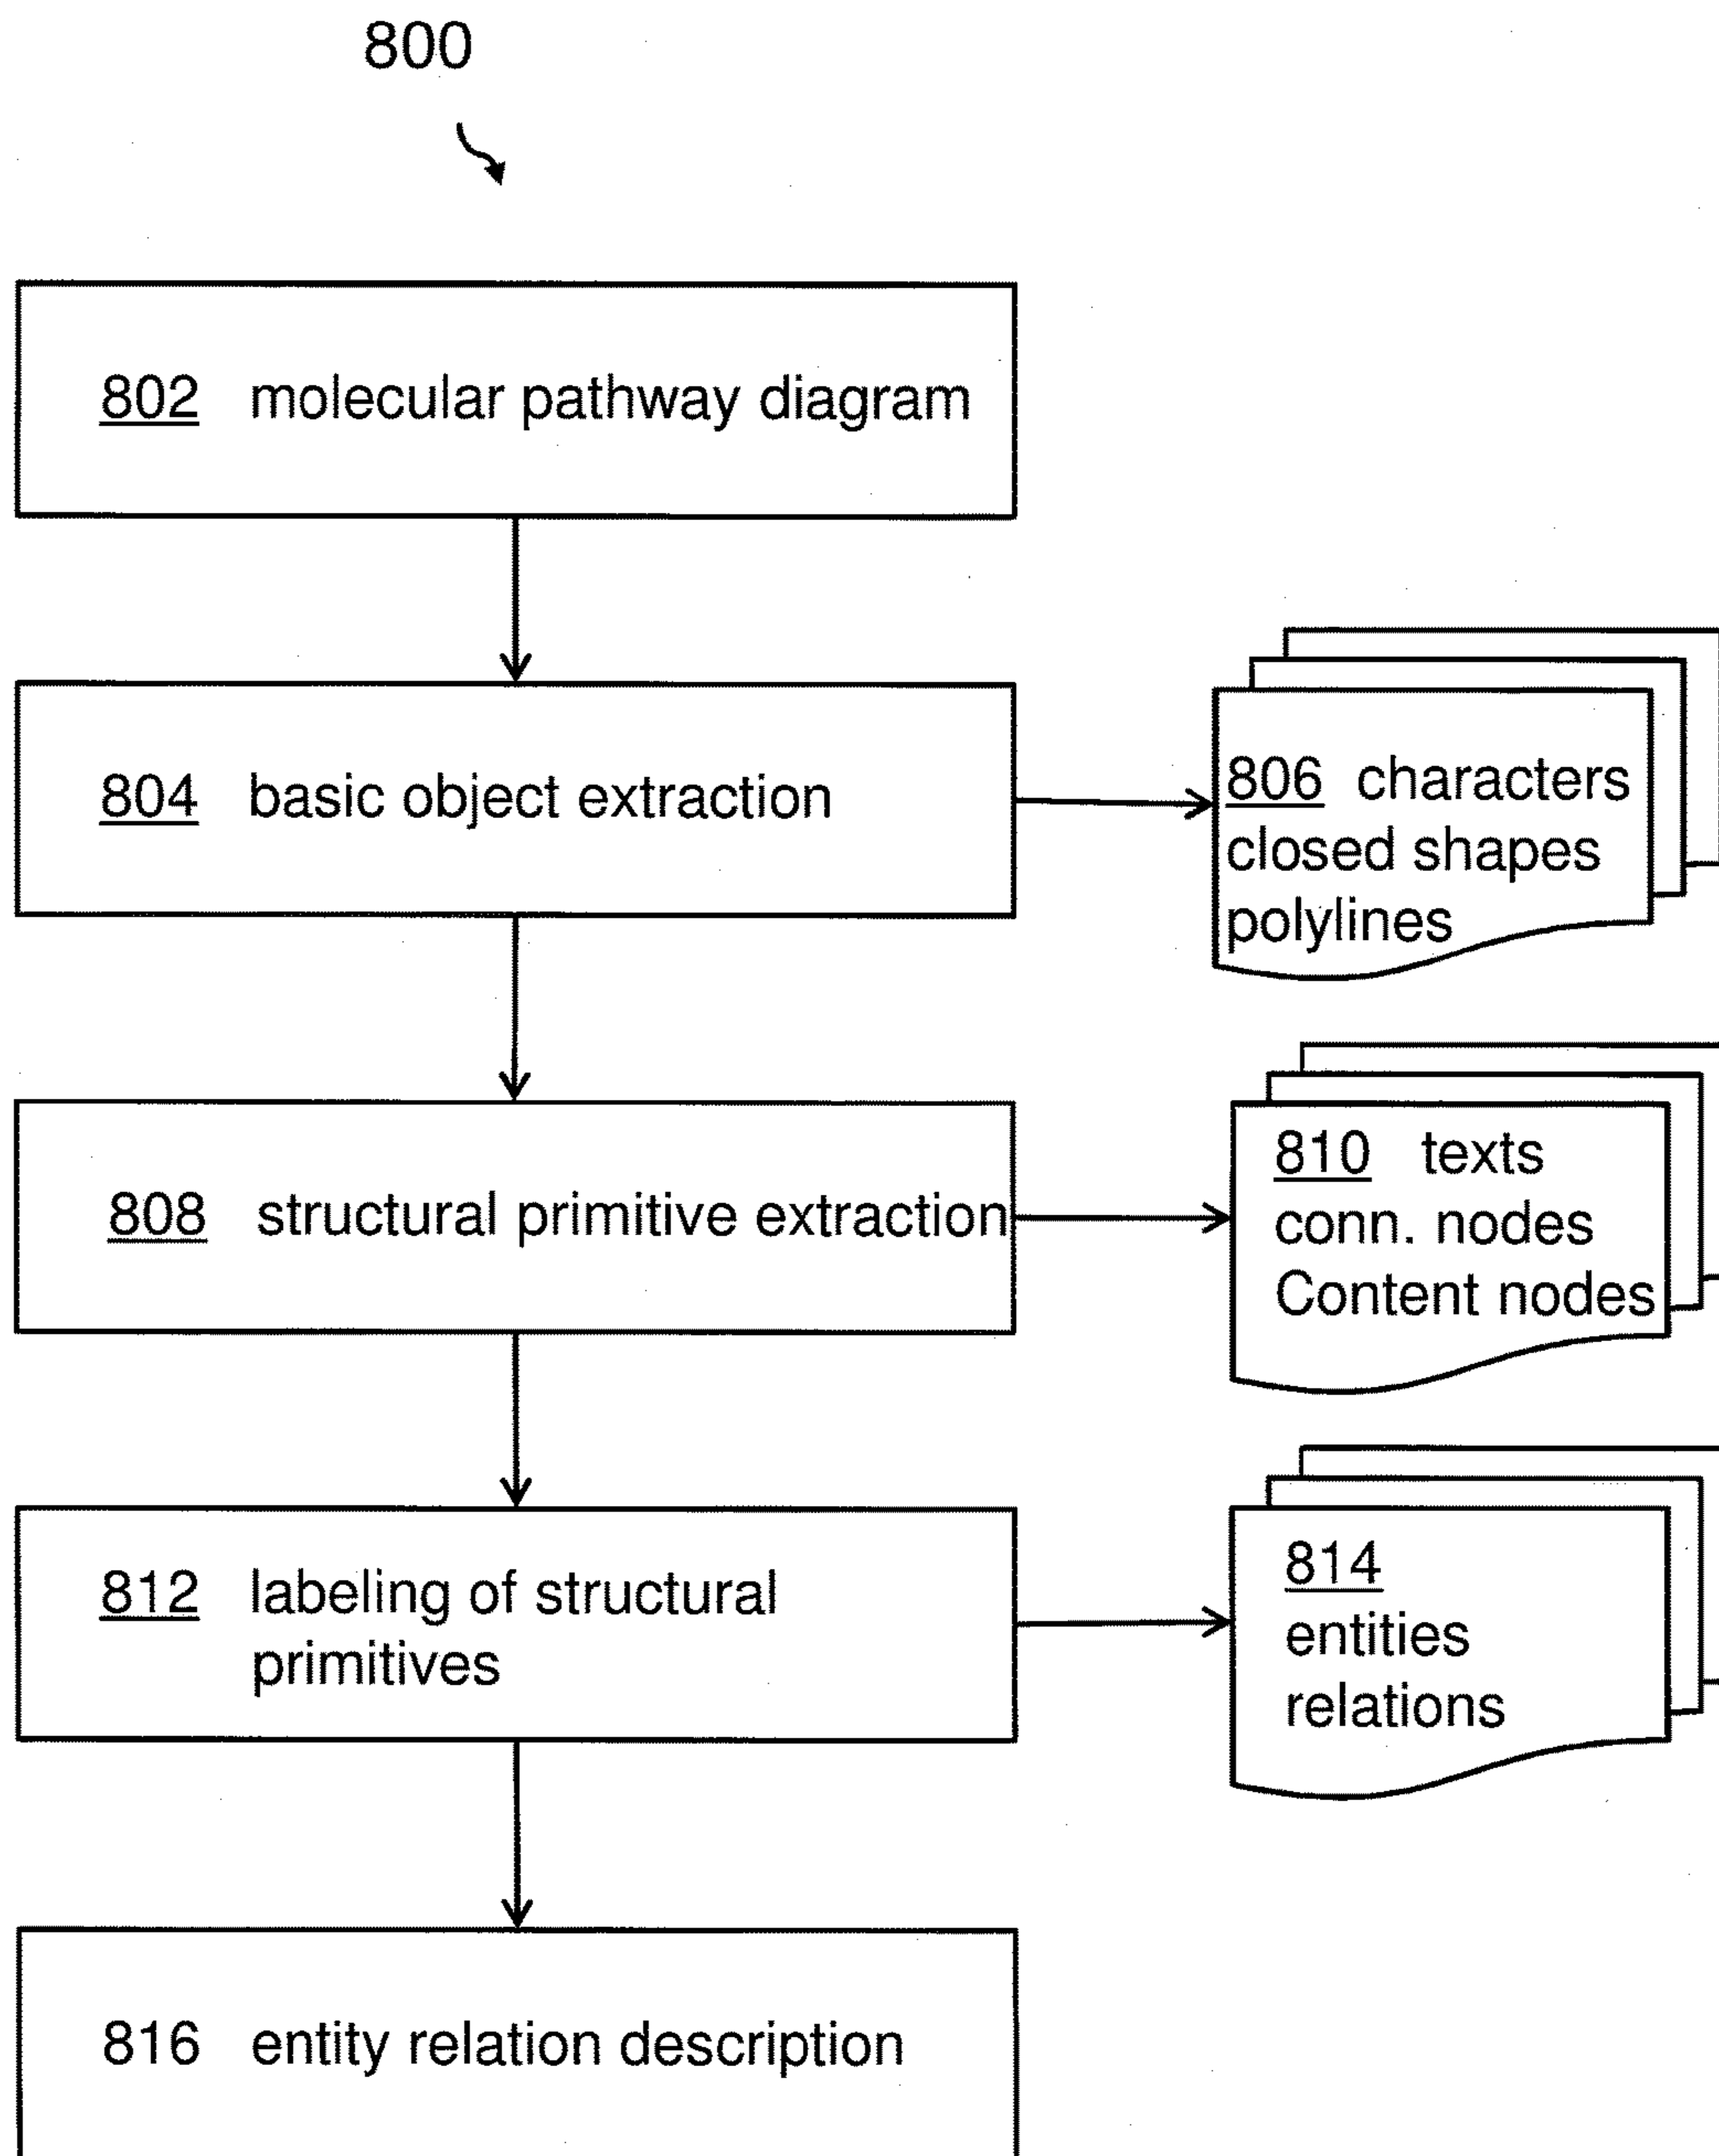 800
802 molecular pathway diagram
804 basic object extraction
806 characters
closed shapes
polylines
808 structural primitive extraction
810 texts
conn. nodes
Content nodes
812 labeling of structural
primitives
814
entities
relations
816 entity relation description